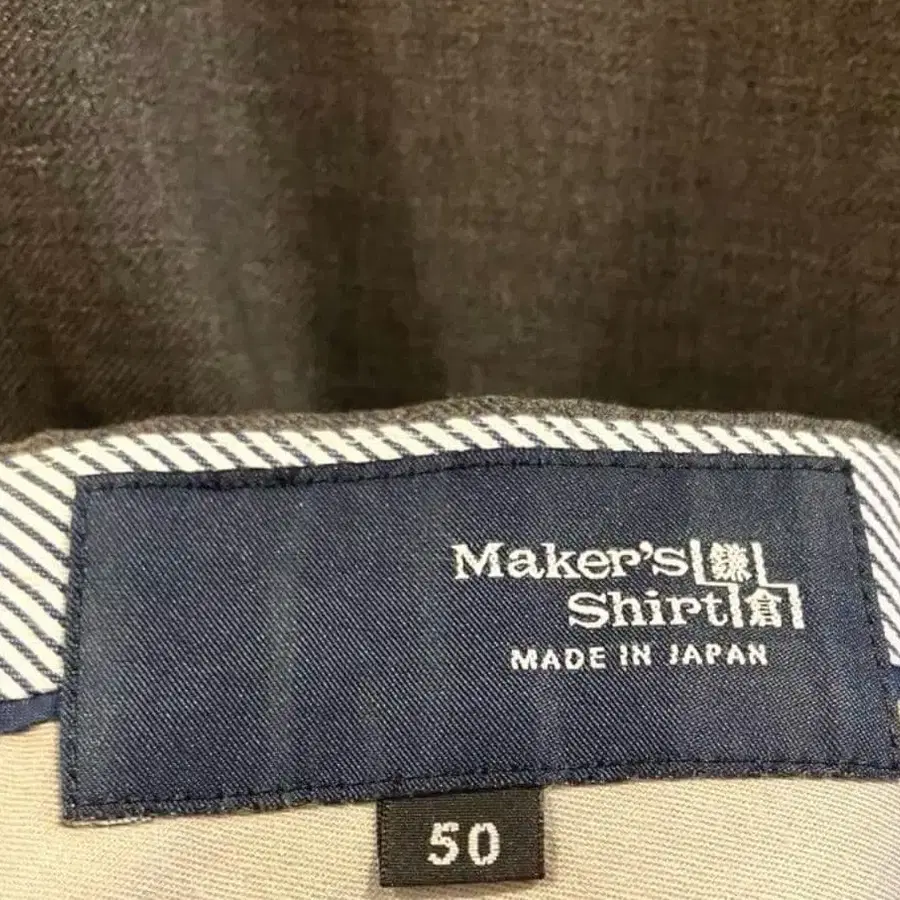 Maker's 鎌
Shirt 倉
MADE IN JAPAN
50